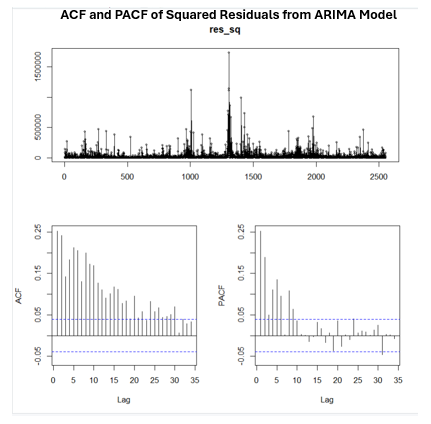 ACF and PACF of Squared Residuals from ARIMA Model
res_sq
1500000
500000
0
0 500 1000 1500 2000 2500
ACF
0.25
0.15
0.05
-0.05
0 5 10 15 20 25 30 35
Lag
PACF
0.25
0.15
0.05
-0.05
0 5 10 15 20 25 30 35
Lag